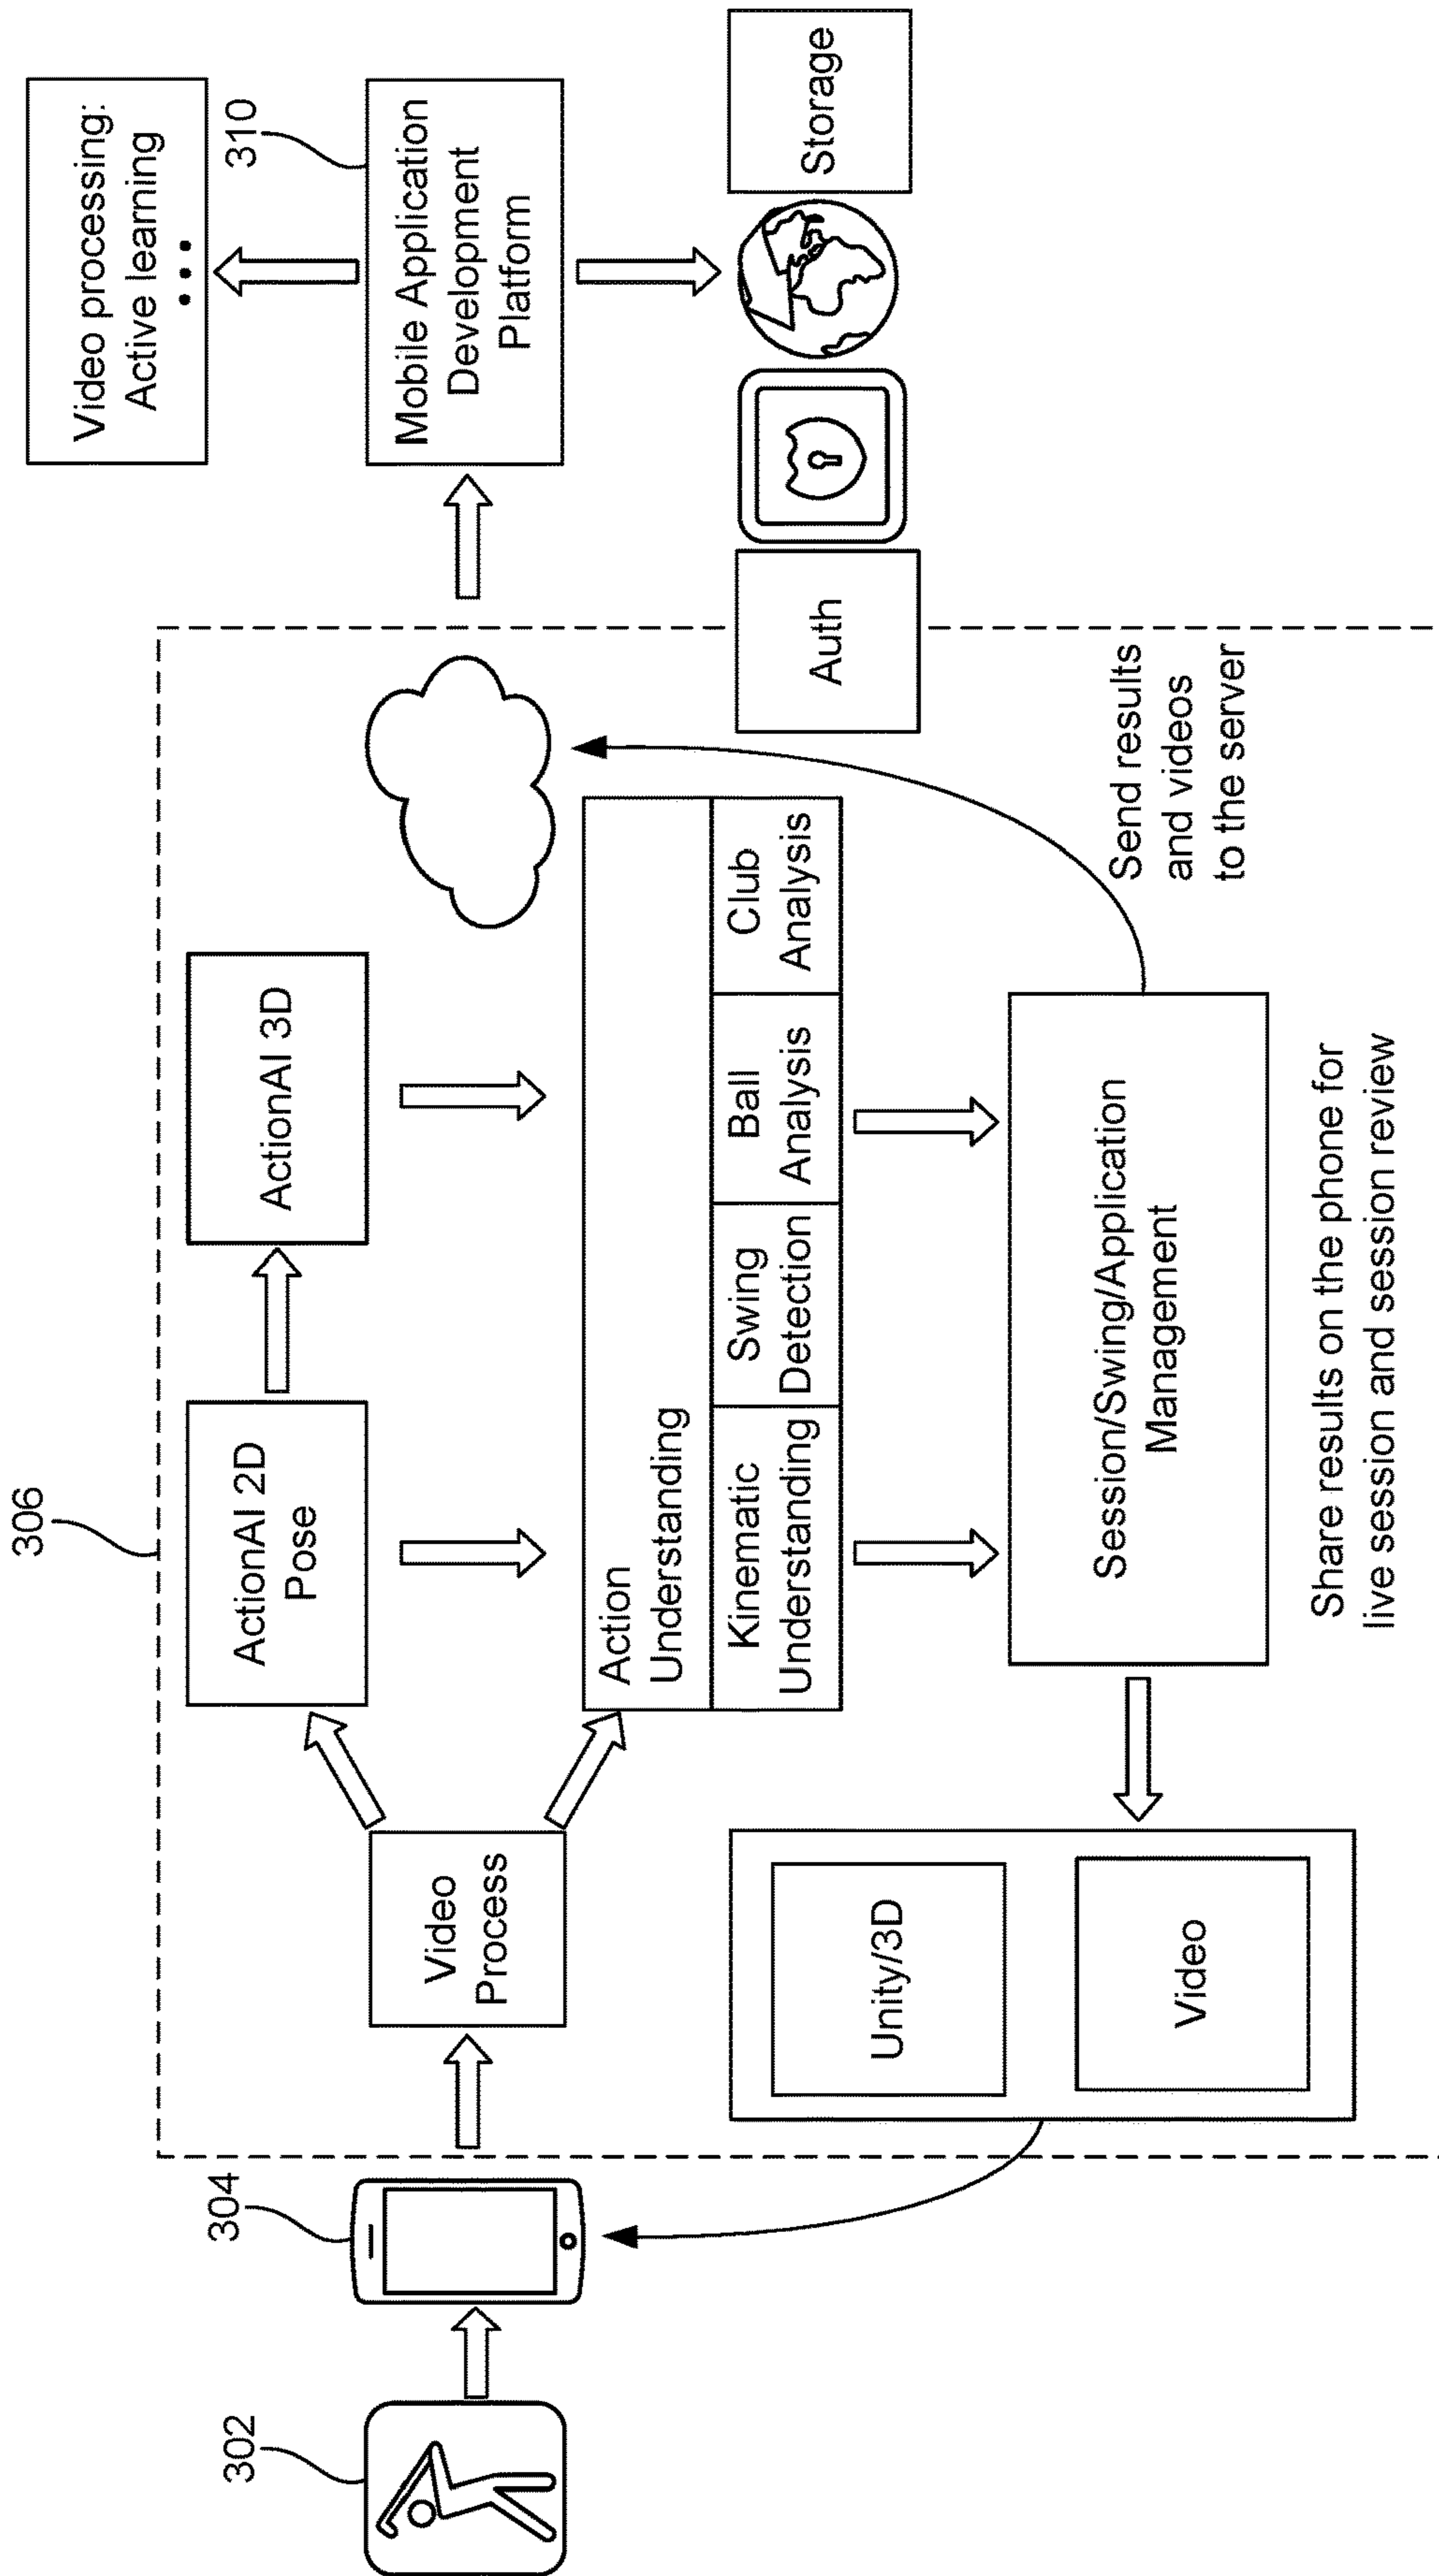 306
302
304
Video
Process
ActionAI 2D
Pose
ActionAI 3D
Action
Understanding
Kinematic
Understanding
Swing
Detection
Ball
Analysis
Club
Analysis
Unity/3D
Video
Session/Swing/Application
Management
Share results on the phone for
live session and session review
Send results
and videos
to the server
Auth
Storage
310
Mobile Application
Development
Platform
Video processing:
Active learning
•••